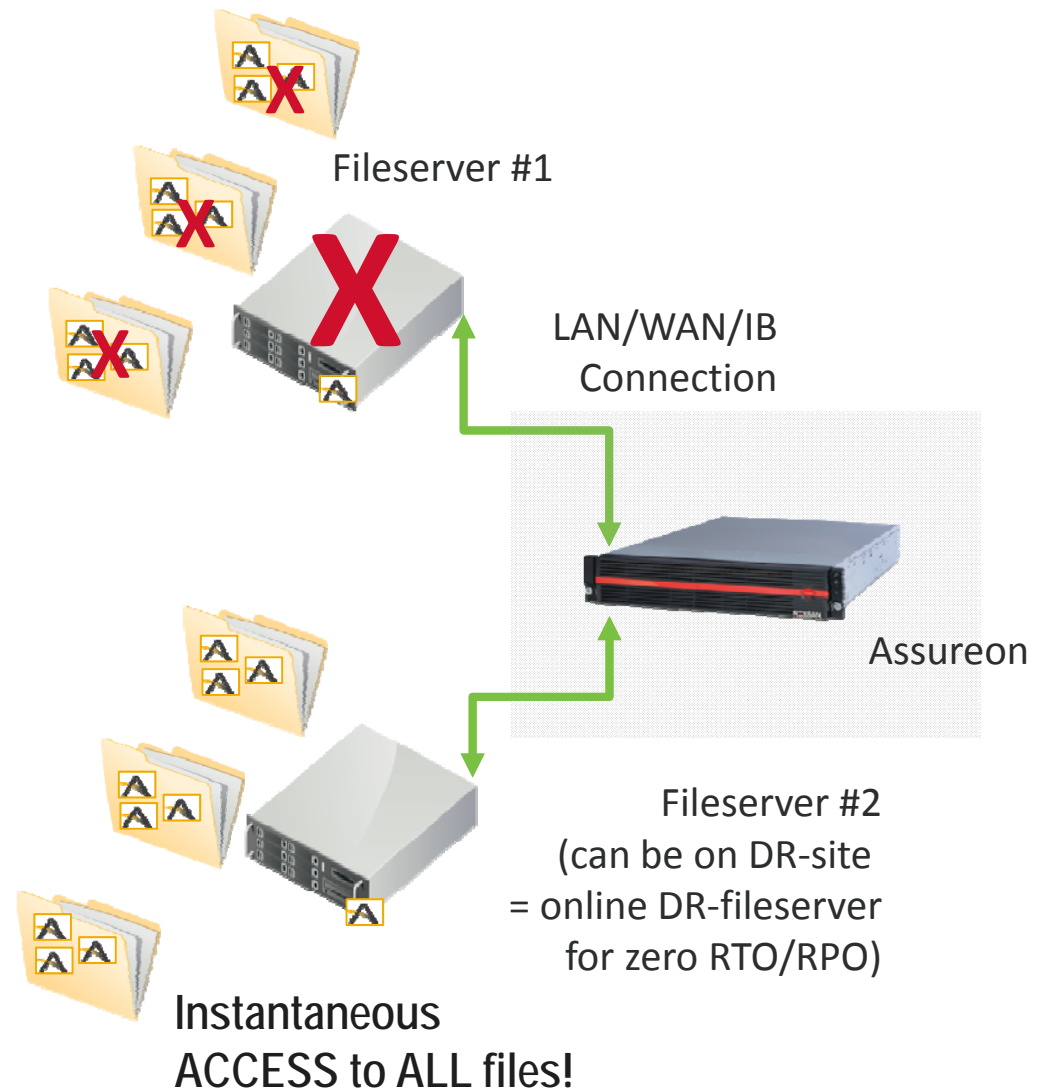 Fileserver #1
X
X
X
X
LAN/WAN/IB
Connection
Assureon
Fileserver #2
(can be on DR-site
= online DR-fileserver
for zero RTO/RPO)
Instantaneous
ACCESS to ALL files!